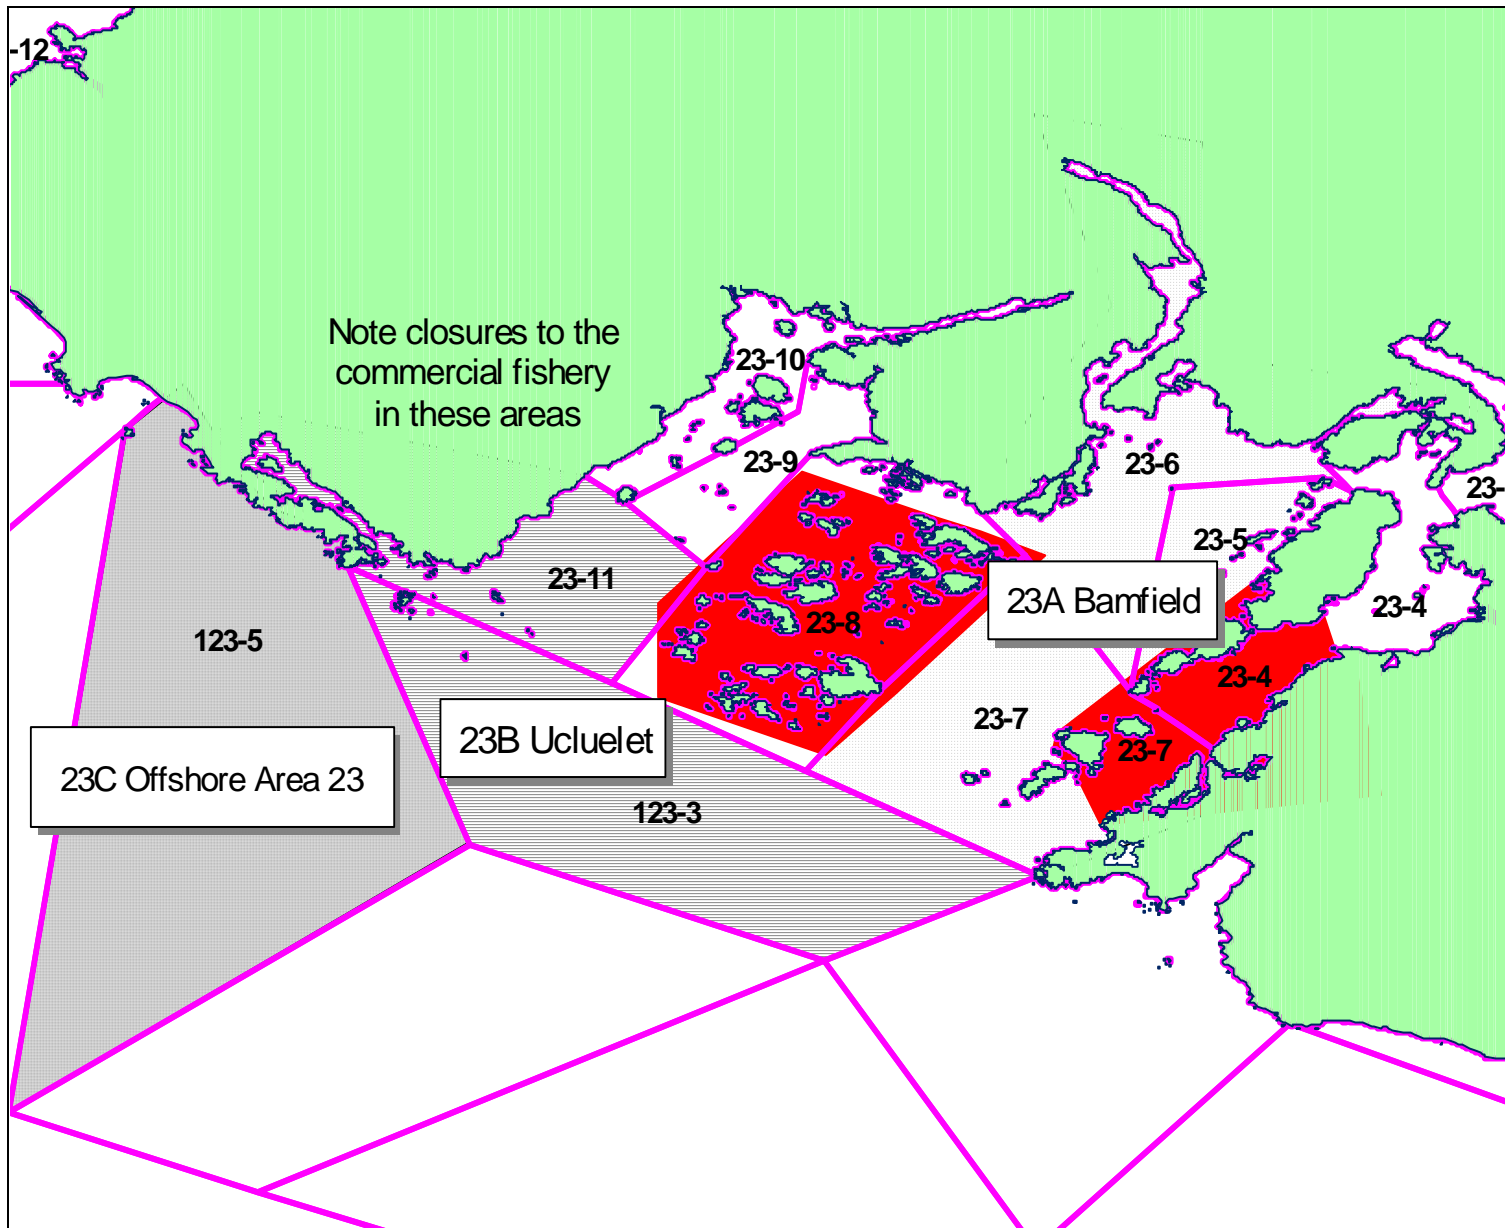 -12
Note closures to the
commercial fishery
in these areas
23-10
23-9
23-6
23-
23-5
23-11
23A Bamfield
23-4
123-5
23-8
23-4
23-7
23B Ucluelet
23-7
23C Offshore Area 23
123-3